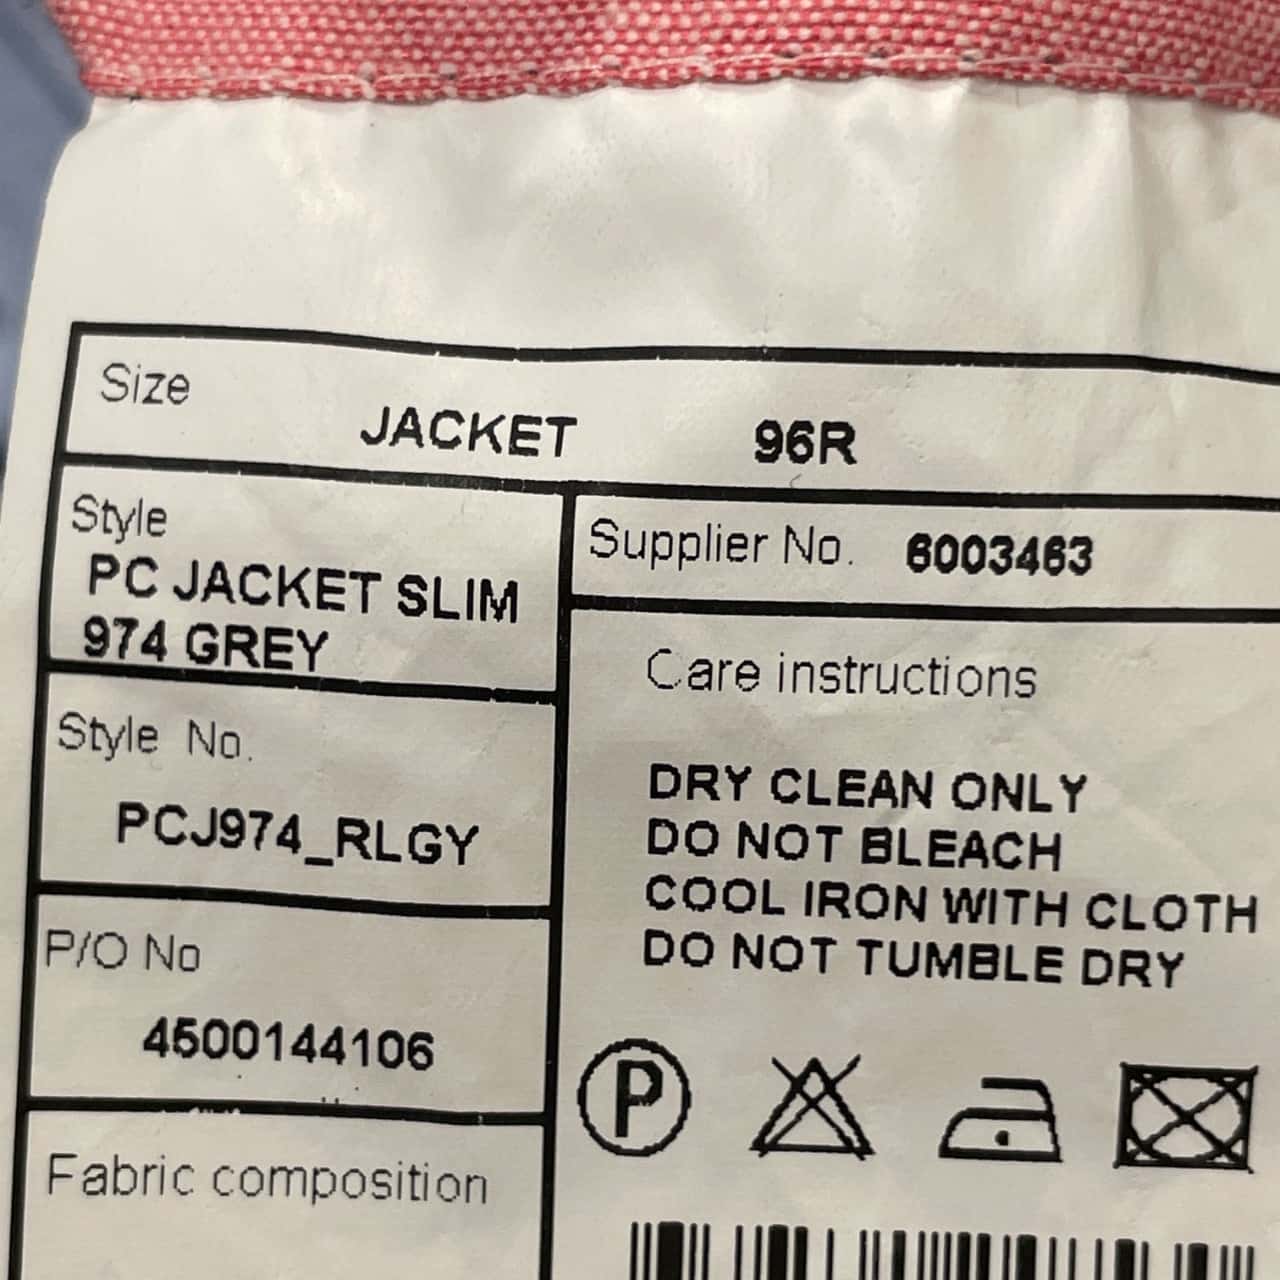 Size
JACKET 96R
Style
PC JACKET SLIM
974 GREY
Supplier No. 6003463
Style No.
PCJ974_RLGY
P/O No
4500144106
Fabric composition
Care instructions
DRY CLEAN ONLY
DO NOT BLEACH
COOL IRON WITH CLOTH
DO NOT TUMBLE DRY
P